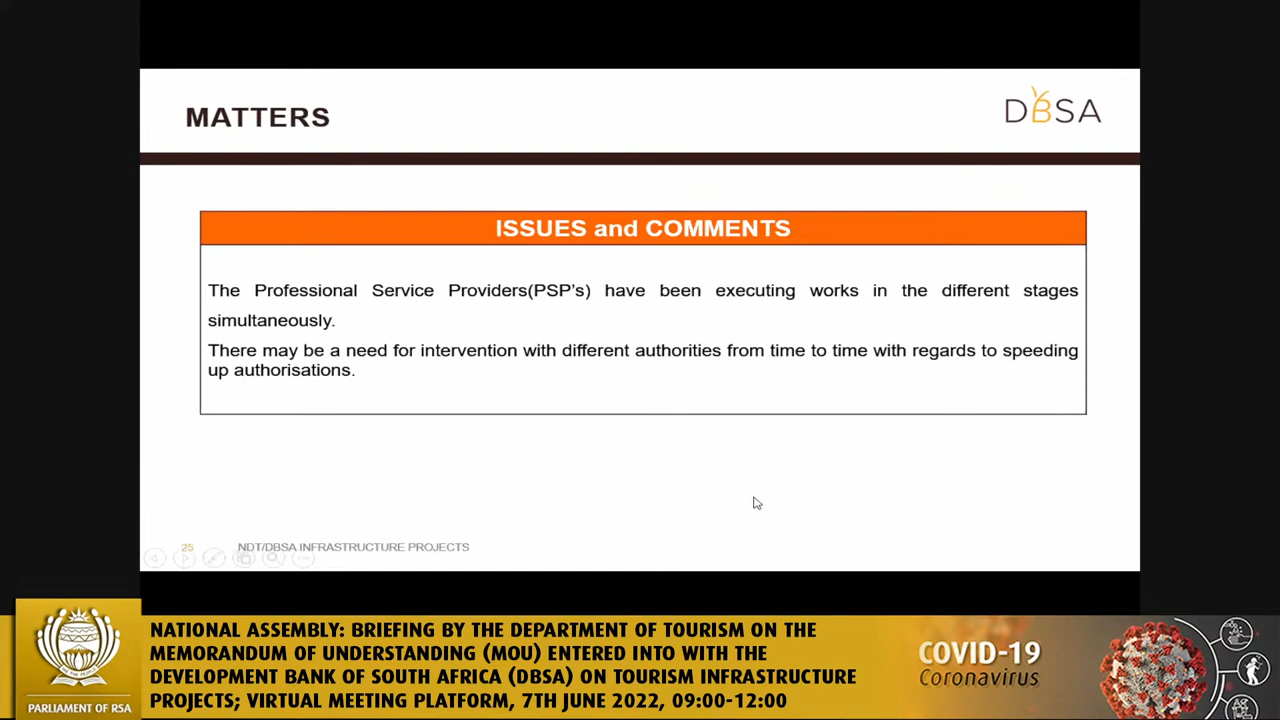 MATTERS
DBSA
ISSUES and COMMENTS
The Professional Service Providers(PSP's) have been executing works in the different stages
simultaneously.
There may be a need for intervention with different authorities from time to time with regards to speeding
up authorisations.
25 NDT/DBSA INFRASTRUCTURE PROJECTS
NATIONAL ASSEMBLY: BRIEFING BY THE DEPARTMENT OF TOURISM ON THE
MEMORANDUM OF UNDERSTANDING (MOU) ENTERED INTO WITH THE
DEVELOPMENT BANK OF SOUTH AFRICA (DBSA) ON TOURISM INFRASTRUCTURE
PROJECTS; VIRTUAL MEETING PLATFORM, 7TH JUNE 2022, 09:00-12:00
PARLIAMENT OF RSA
COVID-19
Coronavirus